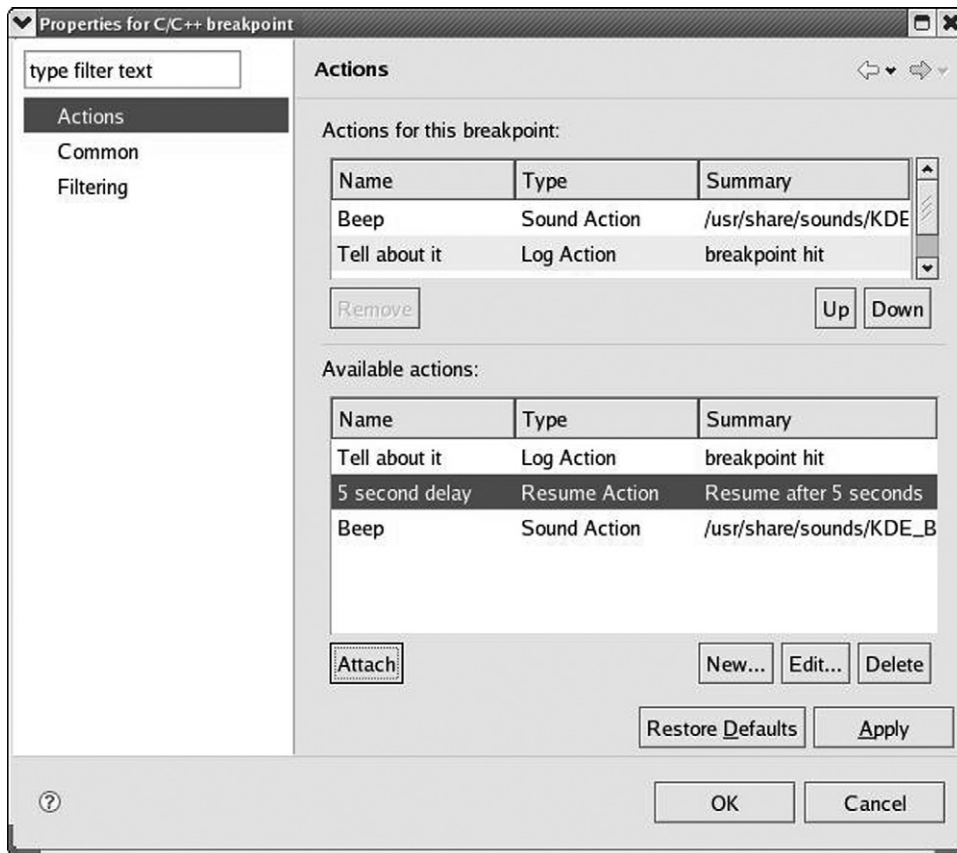 Properties for C/C++ breakpoint
type filter text
Actions
Common
Filtering
Actions
Actions for this breakpoint:
Name Type Summary
Beep Sound Action /usr/share/sounds/KDE
Tell about it Log Action breakpoint hit
Remove Up Down
Available actions:
Name Type Summary
Tell about it Log Action breakpoint hit
5 second delay Resume Action Resume after 5 seconds
Beep Sound Action /usr/share/sounds/KDE_B
Attach New... Edit... Delete
Restore Defaults Apply
? OK Cancel